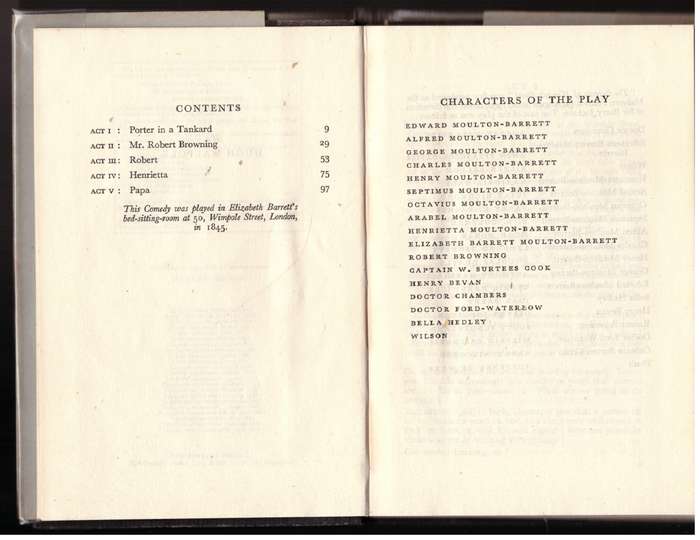 CONTENTS
ACT I : Porter in a Tankard 9
ACT II : Mr. Robert Browning 29
ACT III : Robert 53
ACT IV : Henrietta 75
ACT V : Papa 97
This Comedy was played in Elizabeth Barrett's
bed-sitting-room at 50, Wimpole Street, London,
in 1845.
CHARACTERS OF THE PLAY
EDWARD MOULTON-BARRETT
ALFRED MOULTON-BARRETT
GEORGE MOULTON-BARRETT
CHARLES MOULTON-BARRETT
HENRY MOULTON-BARRETT
SEPTIMUS MOULTON-BARRETT
OCTAVIUS MOULTON-BARRETT
ARABEL MOULTON-BARRETT
HENRIETTA MOULTON-BARRETT
ELIZABETH BARRETT MOULTON-BARRETT
ROBERT BROWNING
CAPTAIN W. SURTEES COOK
HENRY BEVAN
DOCTOR CHAMBERS
DOCTOR FORD-WATERLOW
BELLA HEDLEY
WILSON